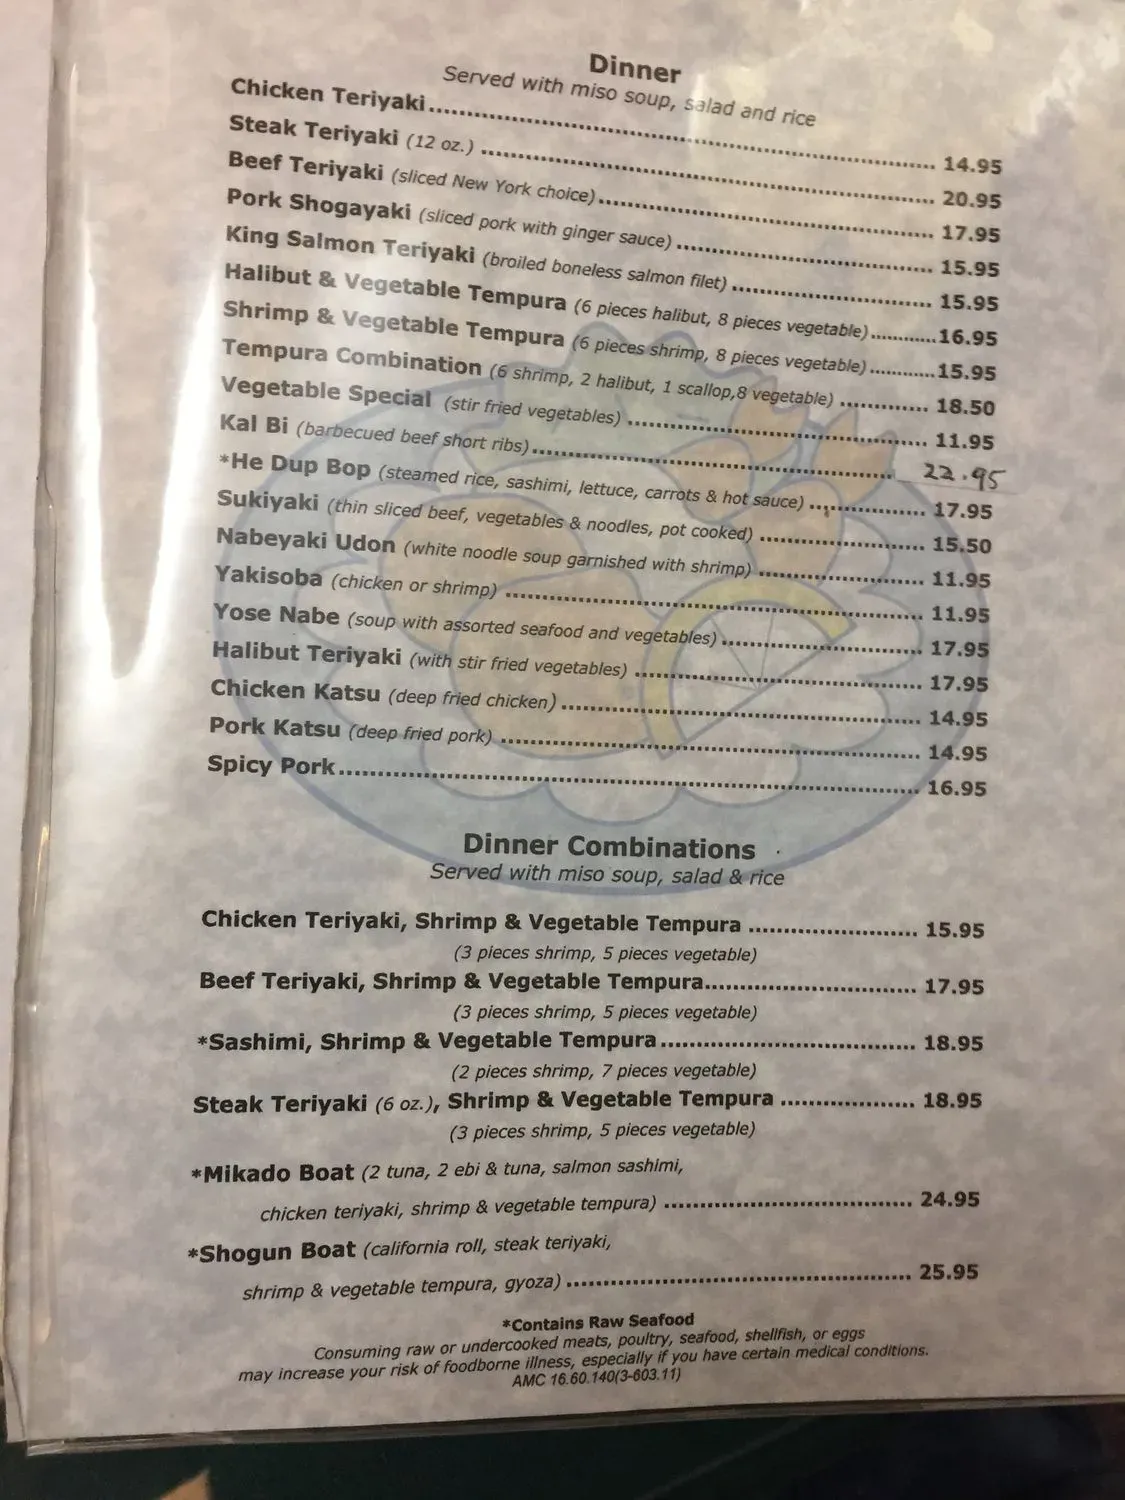 Dinner
Served with miso soup, salad and rice
Chicken Teriyaki........................................................ 14.95
Steak Teriyaki (12 oz.) .................................................. 20.95
Beef Teriyaki (sliced New York choice)..................................... 17.95
Pork Shogayaki (sliced pork with ginger sauce) ............................ 15.95
King Salmon Teriyaki (broiled boneless salmon filet) ...................... 15.95
Halibut & Vegetable Tempura (6 pieces halibut, 8 pieces vegetable)............16.95
Shrimp & Vegetable Tempura (6 pieces shrimp, 8 pieces vegetable)............15.95
Tempura Combination (6 shrimp, 2 halibut, 1 scallop,8 vegetable) ............ 18.50
Vegetable Special (stir fried vegetables) .................................. 11.95
Kal Bi (barbecued beef short ribs)......................................... 22.95
*He Dup Bop (steamed rice, sashimi, lettuce, carrots & hot sauce) ............... 17.95
Sukiyaki (thin sliced beef, vegetables & noodles, pot cooked) .................... 15.50
Nabeyaki Udon (white noodle soup garnished with shrimp) .................... 11.95
Yakisoba (chicken or shrimp) .............................................. 11.95
Yose Nabe (soup with assorted seafood and vegetables) ........................ 17.95
Halibut Teriyaki (with stir fried vegetables) ................................. 17.95
Chicken Katsu (deep fried chicken) ......................................... 14.95
Pork Katsu (deep fried pork) .............................................. 14.95
Spicy Pork................................................................ 16.95
Dinner Combinations
Served with miso soup, salad & rice
Chicken Teriyaki, Shrimp & Vegetable Tempura ........................ 15.95
(3 pieces shrimp, 5 pieces vegetable)
Beef Teriyaki, Shrimp & Vegetable Tempura.............................. 17.95
(3 pieces shrimp, 5 pieces vegetable)
*Sashimi, Shrimp & Vegetable Tempura.................................... 18.95
(2 pieces shrimp, 7 pieces vegetable)
Steak Teriyaki (6 oz.), Shrimp & Vegetable Tempura ................... 18.95
(3 pieces shrimp, 5 pieces vegetable)
*Mikado Boat (2 tuna, 2 ebi & tuna, salmon sashimi,
chicken teriyaki, shrimp & vegetable tempura) .................................. 24.95
*Shogun Boat (california roll, steak teriyaki,
shrimp & vegetable tempura, gyoza)............................................... 25.95
*Contains Raw Seafood
Consuming raw or undercooked meats, poultry, seafood, shellfish, or eggs
may increase your risk of foodborne illness, especially if you have certain medical conditions.
AMC 16.60.140(3-603.11)